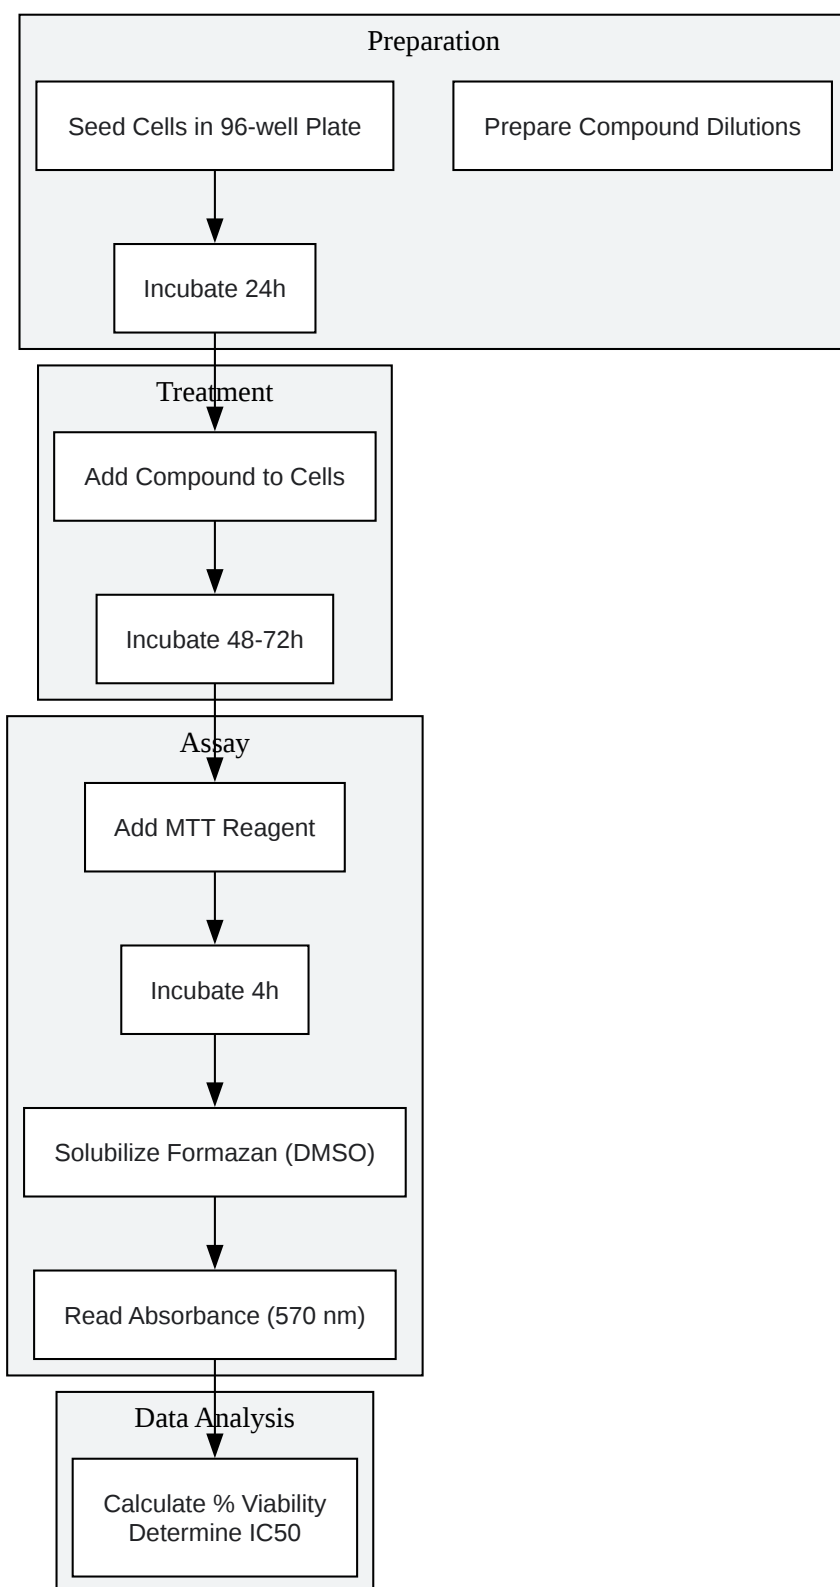 Preparation
Seed Cells in 96-well Plate
Prepare Compound Dilutions
Incubate 24h
Treatment
Add Compound to Cells
Incubate 48-72h
Assay
Add MTT Reagent
Incubate 4h
Solubilize Formazan (DMSO)
Read Absorbance (570 nm)
Data Analysis
Calculate % Viability
Determine IC50